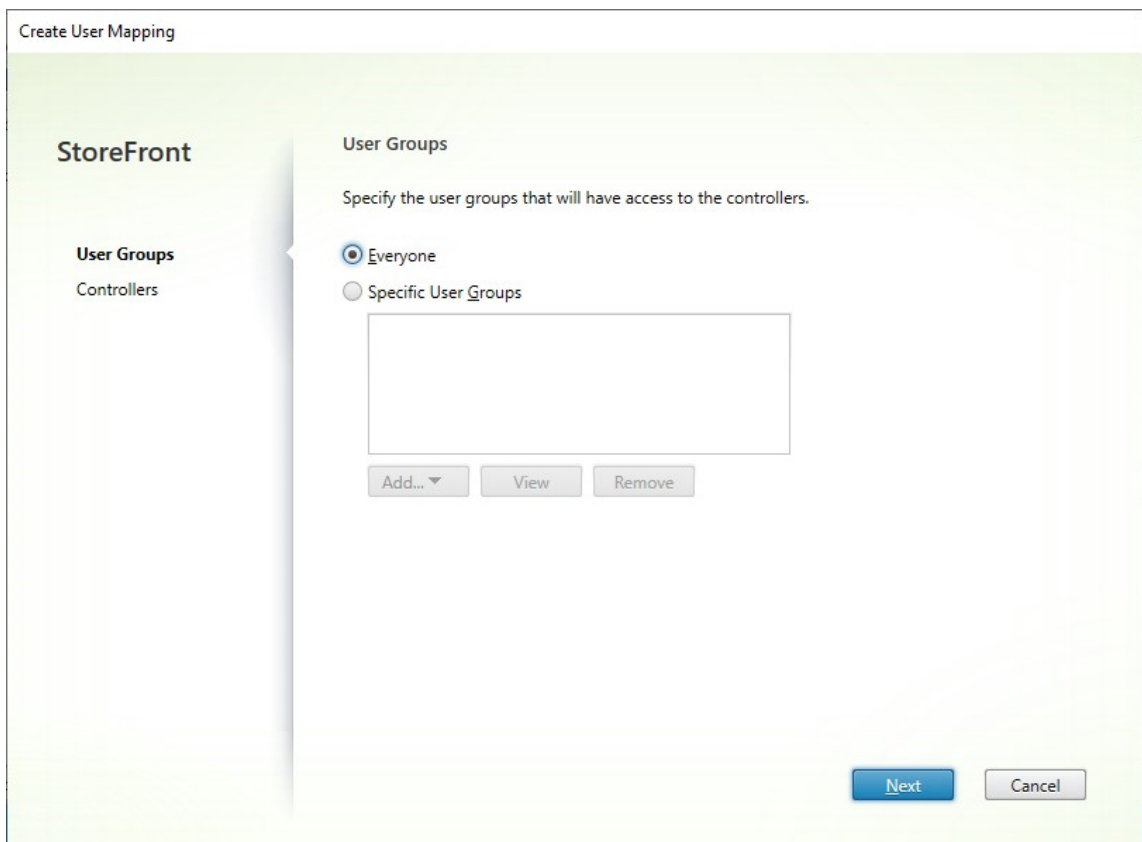 Create User Mapping
StoreFront
User Groups
Controllers
User Groups
Specify the user groups that will have access to the controllers.
Everyone
Specific User Groups
Add...
View
Remove
Next
Cancel